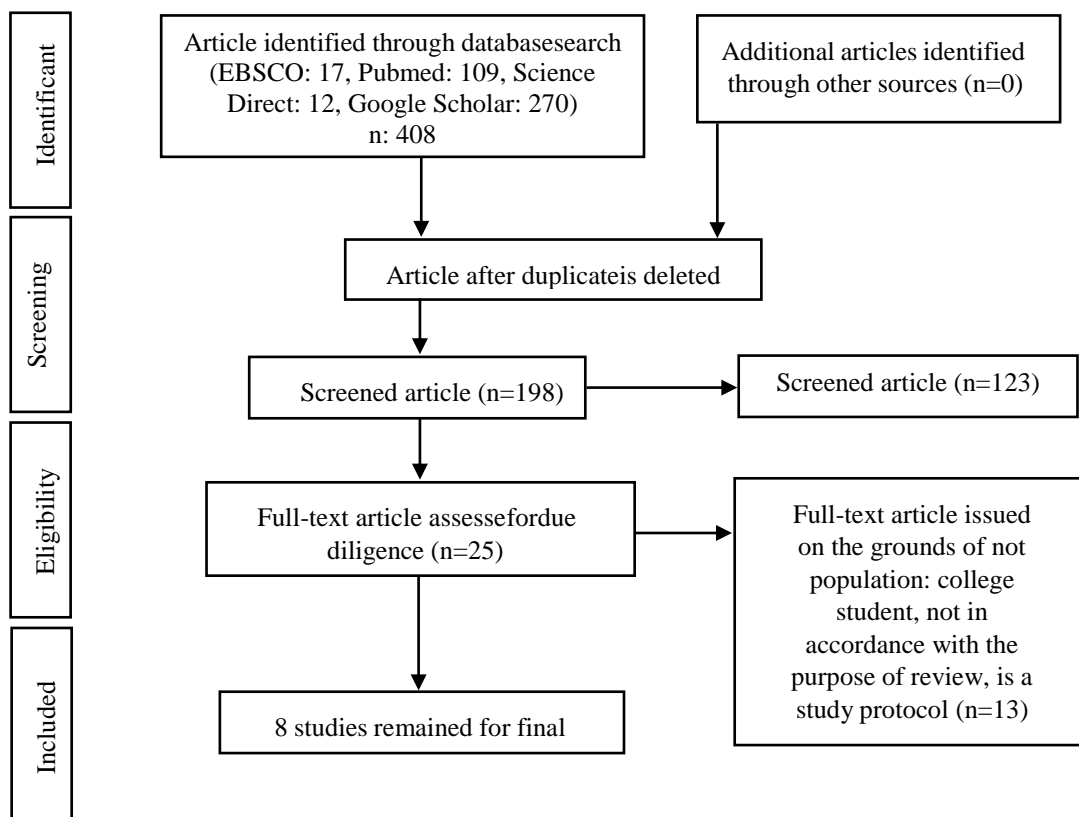 Identificant
Article identified through databasesearch
(EBSCO: 17, Pubmed: 109, Science
Direct: 12, Google Scholar: 270)
n: 408
Additional articles identified
through other sources (n=0)
Screening
Article after duplicateis deleted
Screened article (n=198)
Screened article (n=123)
Eligibility
Full-text article assessefordue
diligence (n=25)
Full-text article issued
on the grounds of not
population: college
student, not in
accordance with the
purpose of review, is a
study protocol (n=13)
Included
8 studies remained for final